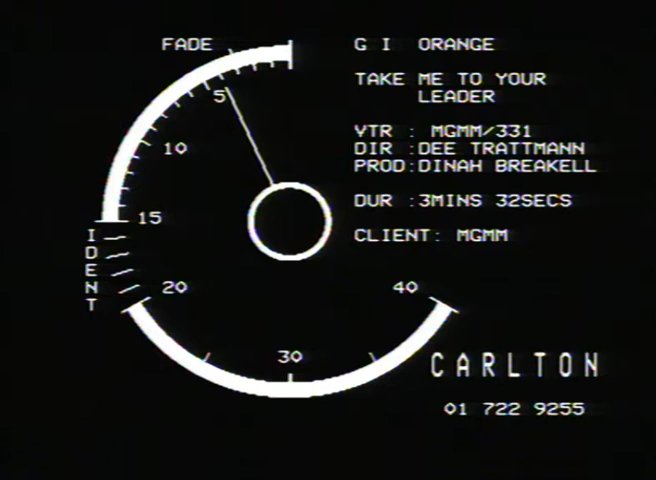 FADE
G I ORANGE
TAKE ME TO YOUR
LEADER
5
10
15
20
30
40
IDENT
VTR : MGMM/331
DIR :DEE TRATTMANN
PROD:DINAH BREAKELL
DUR :3MINS 32SECS
CLIENT: MGMM
CARLTON
01 722 9255